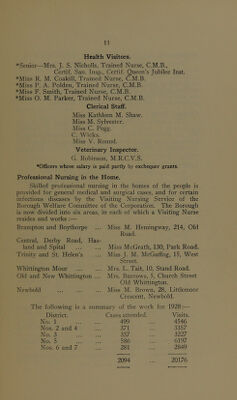 11
Health Visitors.
*Senior—Mrs. J. S. Nicholls, Trained Nurse, C.M.B.,
Certif. San. Insp., Certif. Queen's Jubilee Inst.
*Miss R. M. Coakill, Trained Nurse, C.M.B.
*Miss P. A. Polden, Trained Nurse, C.M.B.
*Miss F. Smith, Trained Nurse, C.M.B.
*Miss O. M. Parker, Trained Nurse, C.M.B.
Clerical Staff.
Miss Kathleen M. Shaw.
Miss M. Sylvester.
Miss C. Pegg.
C. Wicks.
Miss V. Round.
Veterinary Inspector.
G. Robinson, M.R.C.V.S.
*Officers whose salary is paid partly by exchequer grants.
Professional Nursing in the Home.
Skilled professional nursing in the homes of the people is
provided for general medical and surgical cases, and for certain
infectious diseases by the Visiting Nursing Service of the
Borough Welfare Committee of the Corporation. The Borough
is now divided into six areas, in each of which a Visiting Nurse
resides and works :—
Brampton and Boythorpe ... Miss M. Hemingway, 214, Old
Road.
Central, Derby Road, Has-
land and Spital ... ... Miss McGrath, 130, Park Road.
Trinity and St. Helen's ... Miss J. M. McGuffog, 15, West
Street.
Whittington Moor ... ... Mrs. L. Tait, 10, Stand Road.
Old and New Whittington ... Mrs. Burrows, 5, Church Street
Old Whittington.
Newbold ... ... ... Miss M. Brown, 28, Littlemoor
Crescent, Newbold.
The following is a summary of the work for 1928:—
District. Cases attended. Visits.
No. 1 ... 499 ... 4546
Nos. 2 and 4 ... 371 ... 3357
No. 3 ... 357 ... 3227
No. 5 ... 586 ... 6197
Nos. 6 and 7 ... 281 ... 2849
2094 ... 20176